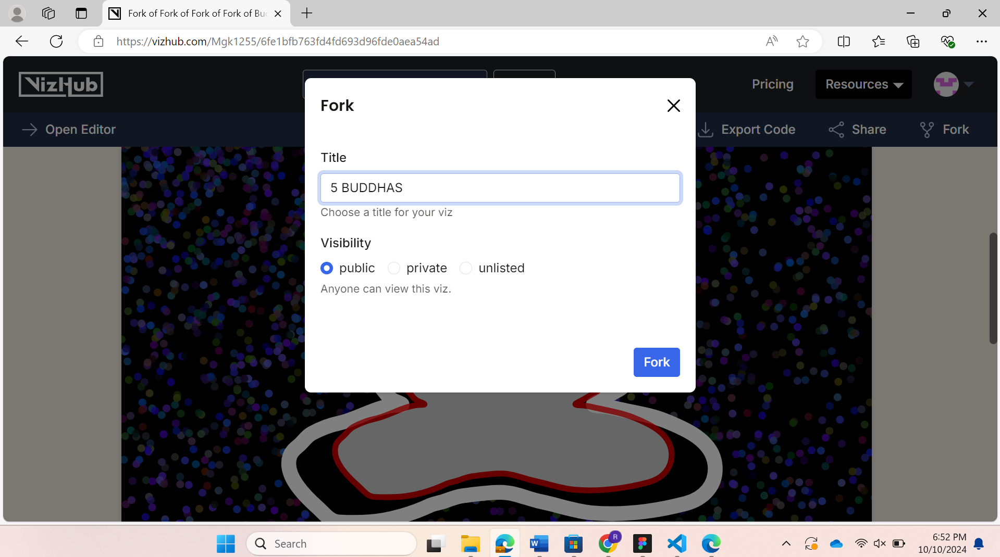 Fork of Fork of Fork of Fork of Bu
https://vizhub.com/Mgk1255/6fe1bfb763fd4fd693d96fde0aea54ad
VizHub
Pricing
Resources
Open Editor
Export Code
Share
Fork
Fork
Title
5 BUDDHAS
Choose a title for your viz
Visibility
public
private
unlisted
Anyone can view this viz.
Fork
Search
R
6:52 PM
10/10/2024